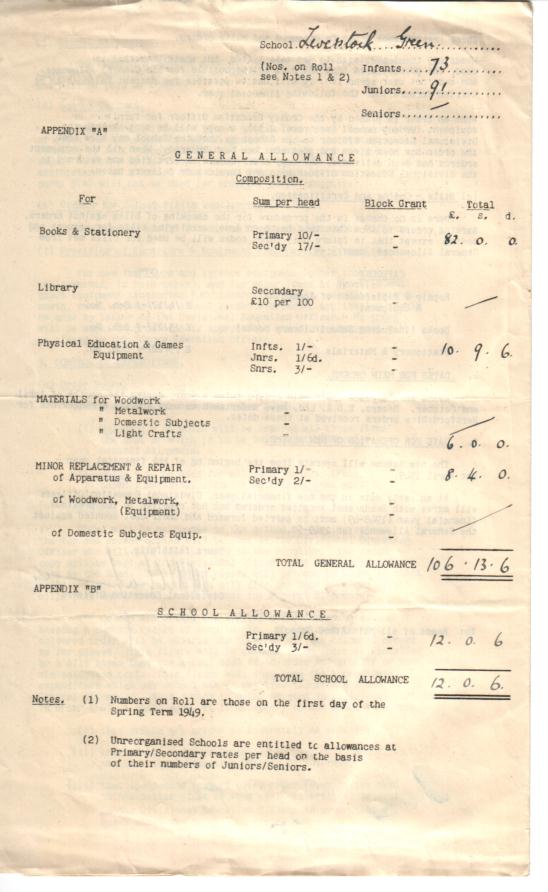 School. Leverstock Green
(Nos. on Roll see Notes 1 & 2) Infants.....73
Juniors....91
Seniors.... —
APPENDIX "A"
GENERAL ALLOWANCE
Composition.
For Sum per head Block Grant Total
£. s. d.
Books & Stationery Primary 10/- - 82. 0. 0.
Sec'dy 17/- -
Library Secondary
£10 per 100 - —
Physical Education & Games Infts. 1/- - 10. 9. 6.
Equipment Jnrs. 1/6d. -
Snrs. 3/- -
MATERIALS for Woodwork
" Metalwork -
" Domestic Subjects - —
" Light Crafts -
6. 0. 0.
MINOR REPLACEMENT & REPAIR Primary 1/- - 8. 4. 0.
of Apparatus & Equipment. Sec'dy 2/- -
of Woodwork, Metalwork, -
(Equipment) —
of Domestic Subjects Equip. -
TOTAL GENERAL ALLOWANCE 106.13.6
APPENDIX "B"
SCHOOL ALLOWANCE
Primary 1/6d. - 12. 0. 6
Sec'dy 3/- -
TOTAL SCHOOL ALLOWANCE 12. 0. 6.
Notes. (1) Numbers on Roll are those on the first day of the
Spring Term 1949.
(2) Unreorganised Schools are entitled to allowances at
Primary/Secondary rates per head on the basis
of their numbers of Juniors/Seniors.